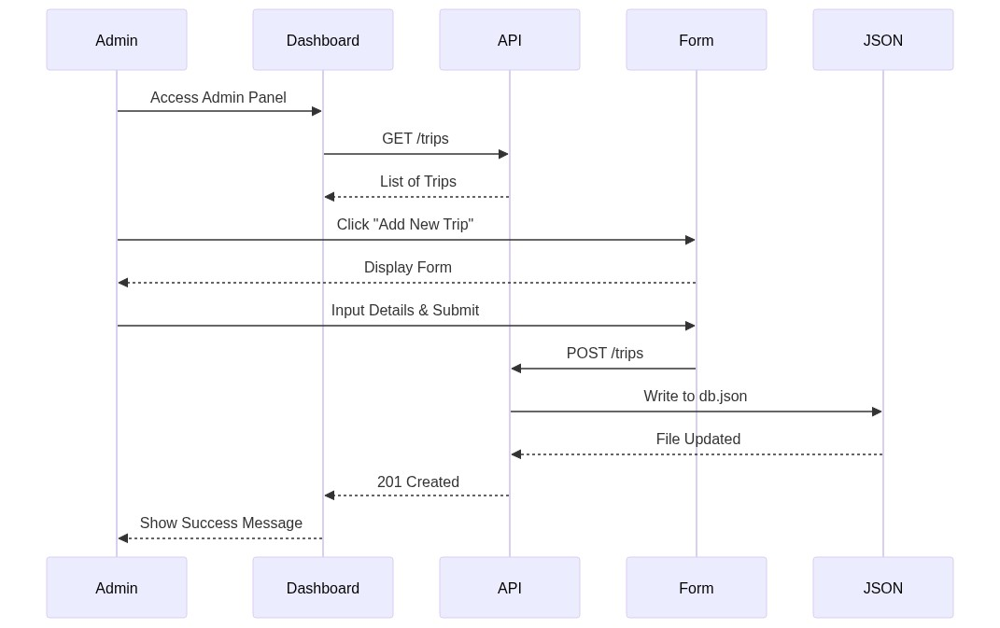 Admin
Dashboard
API
Form
JSON
Access Admin Panel
GET /trips
List of Trips
Click "Add New Trip"
Display Form
Input Details & Submit
POST /trips
Write to db.json
File Updated
201 Created
Show Success Message
Admin
Dashboard
API
Form
JSON